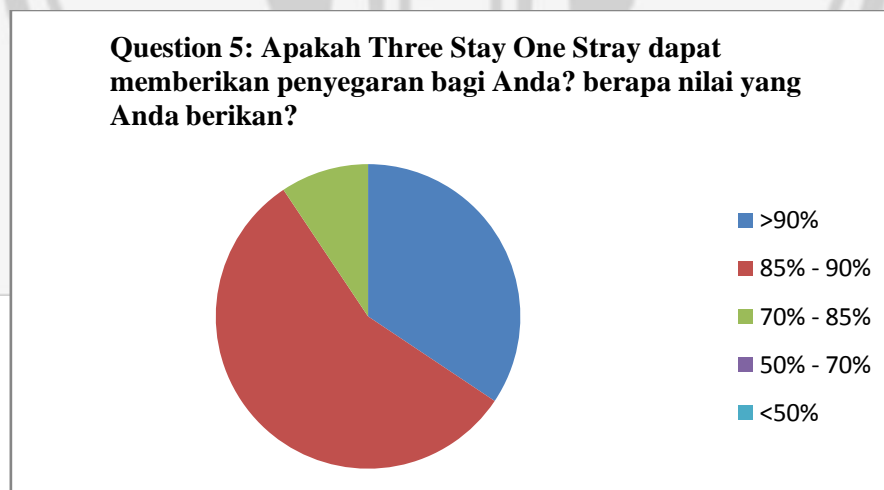 Question 5: Apakah Three Stay One Stray dapat
memberikan penyegaran bagi Anda? berapa nilai yang
Anda berikan?
>90%
85% - 90%
70% - 85%
50% - 70%
<50%